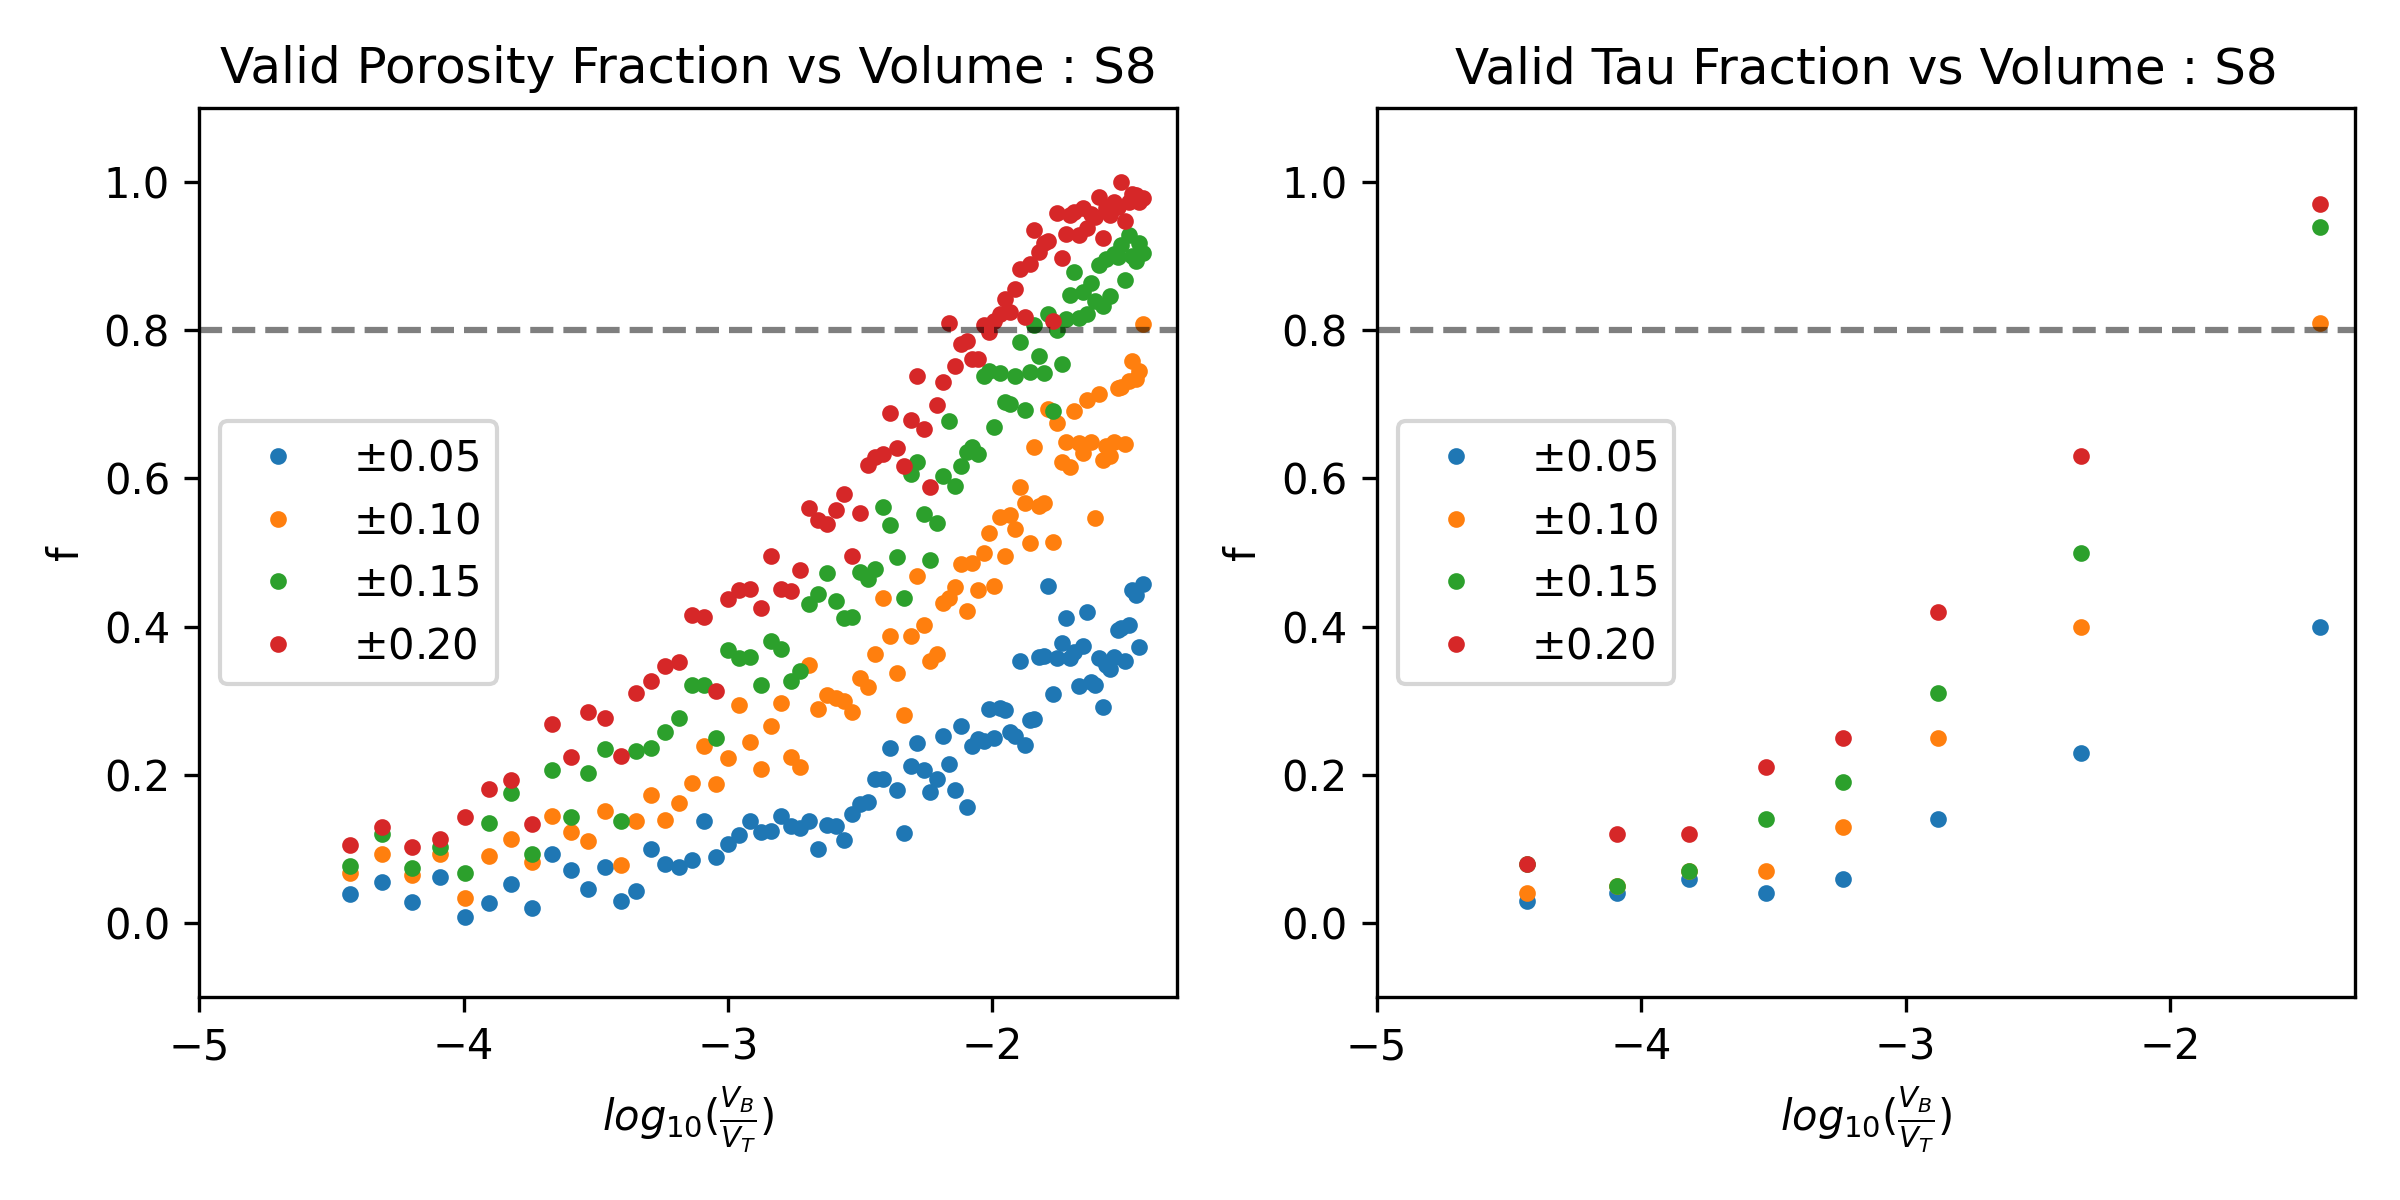 Valid Porosity Fraction vs Volume : S8
f
1.0
0.8
0.6
0.4
0.2
0.0
±0.05
±0.10
±0.15
±0.20
−5 −4 −3 −2
log10(VB/VT)
Valid Tau Fraction vs Volume : S8
f
1.0
0.8
0.6
0.4
0.2
0.0
±0.05
±0.10
±0.15
±0.20
−5 −4 −3 −2
log10(VB/VT)